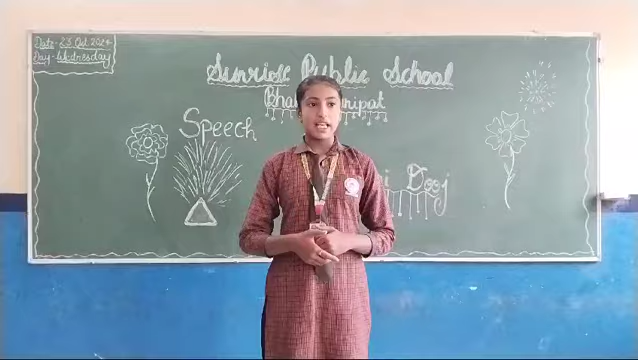 Date - 23 Oct 2024
Day - Wednesday
Sunrise Public School
Speech
Dooj